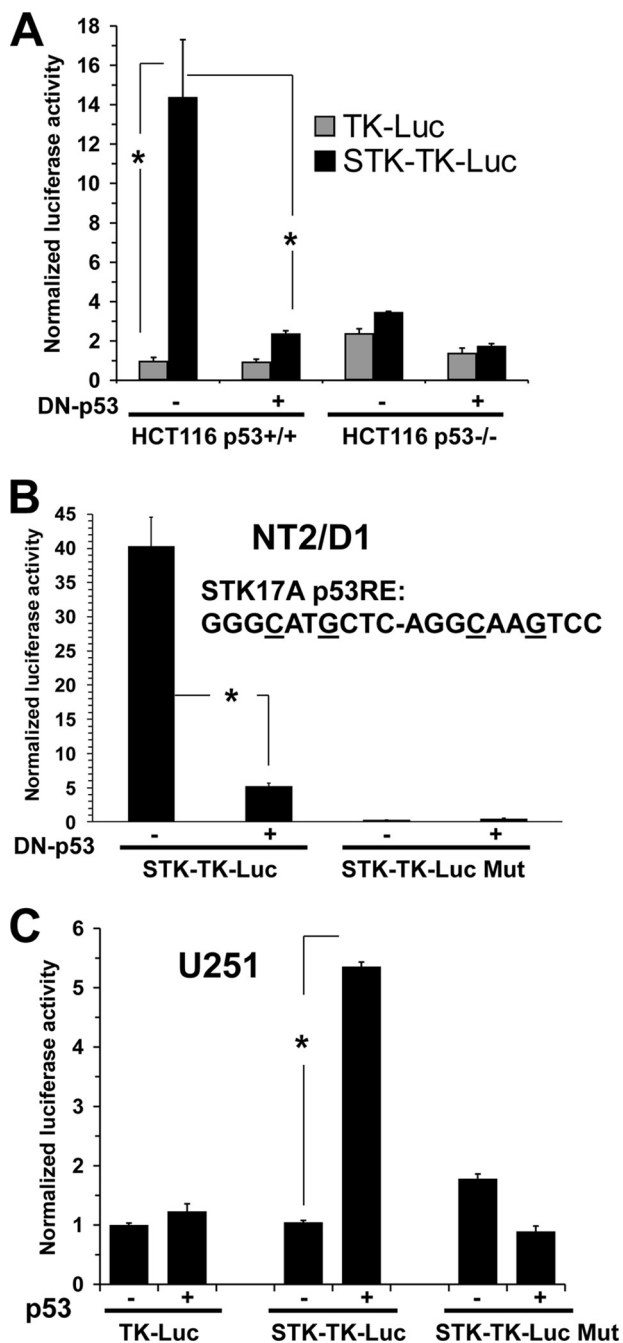 A
Normalized luciferase activity
18
16
14
12
10
8
6
4
2
0
*
*
TK-Luc
STK-TK-Luc
DN-p53 - + - +
HCT116 p53+/+ HCT116 p53-/-
B
Normalized luciferase activity
45
40
35
30
25
20
15
10
5
0
NT2/D1
STK17A p53RE:
GGGCATGCTC-AGGCAAGTCC
*
DN-p53 - + - +
STK-TK-Luc STK-TK-Luc Mut
C
Normalized luciferase activity
6
5
4
3
2
1
0
U251
*
p53 - + - + - +
TK-Luc STK-TK-Luc STK-TK-Luc Mut